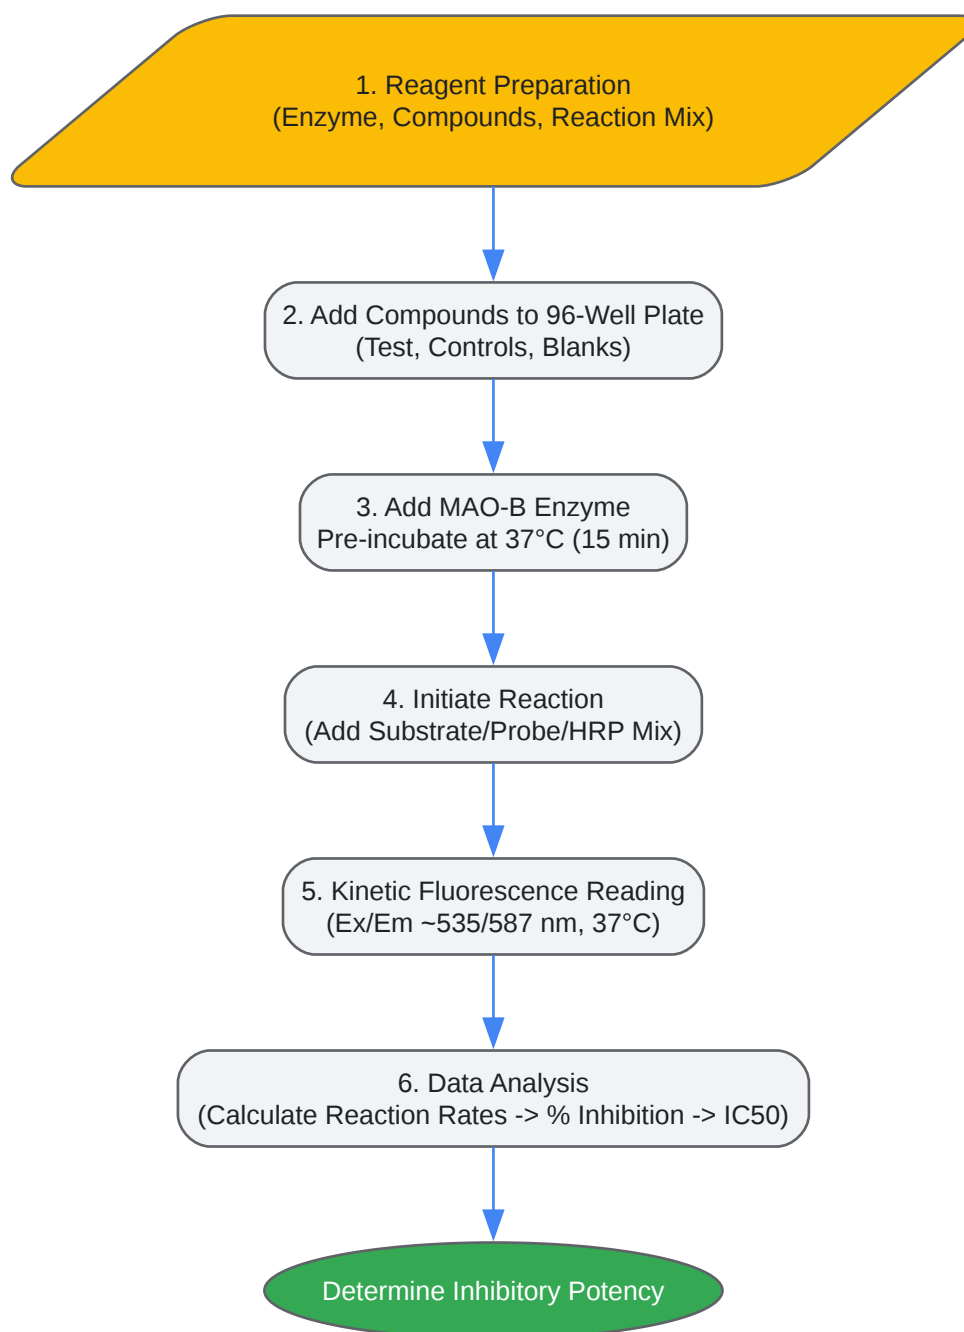 1. Reagent Preparation
(Enzyme, Compounds, Reaction Mix)
2. Add Compounds to 96-Well Plate
(Test, Controls, Blanks)
3. Add MAO-B Enzyme
Pre-incubate at 37°C (15 min)
4. Initiate Reaction
(Add Substrate/Probe/HRP Mix)
5. Kinetic Fluorescence Reading
(Ex/Em ~535/587 nm, 37°C)
6. Data Analysis
(Calculate Reaction Rates -> % Inhibition -> IC50)
Determine Inhibitory Potency